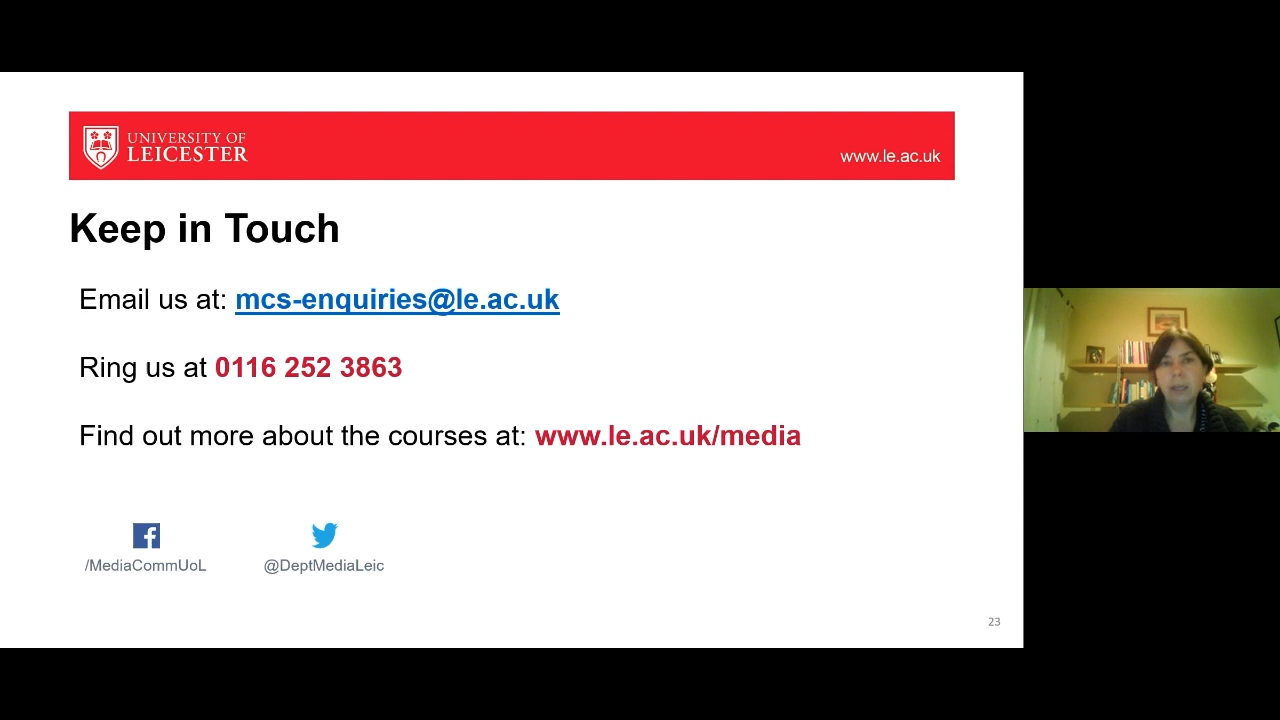 UNIVERSITY OF
LEICESTER
www.le.ac.uk
Keep in Touch
Email us at: mcs-enquiries@le.ac.uk
Ring us at 0116 252 3863
Find out more about the courses at: www.le.ac.uk/media
/MediaCommUoL
@DeptMediaLeic
23